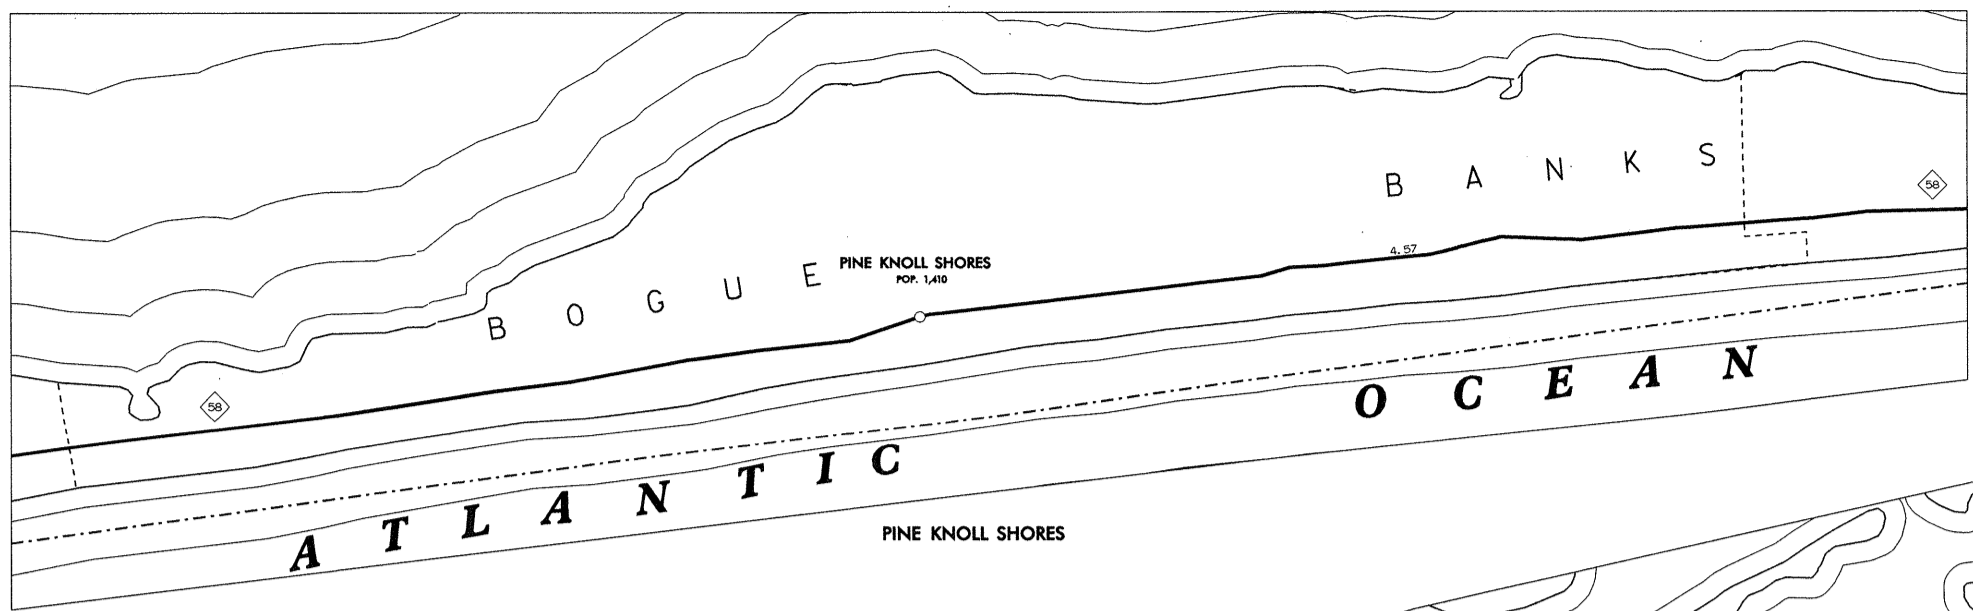 BANKS
58
4.57
PINE KNOLL SHORES
POP. 1,410
BOGUE
58
OCEAN
ATLANTIC
PINE KNOLL SHORES